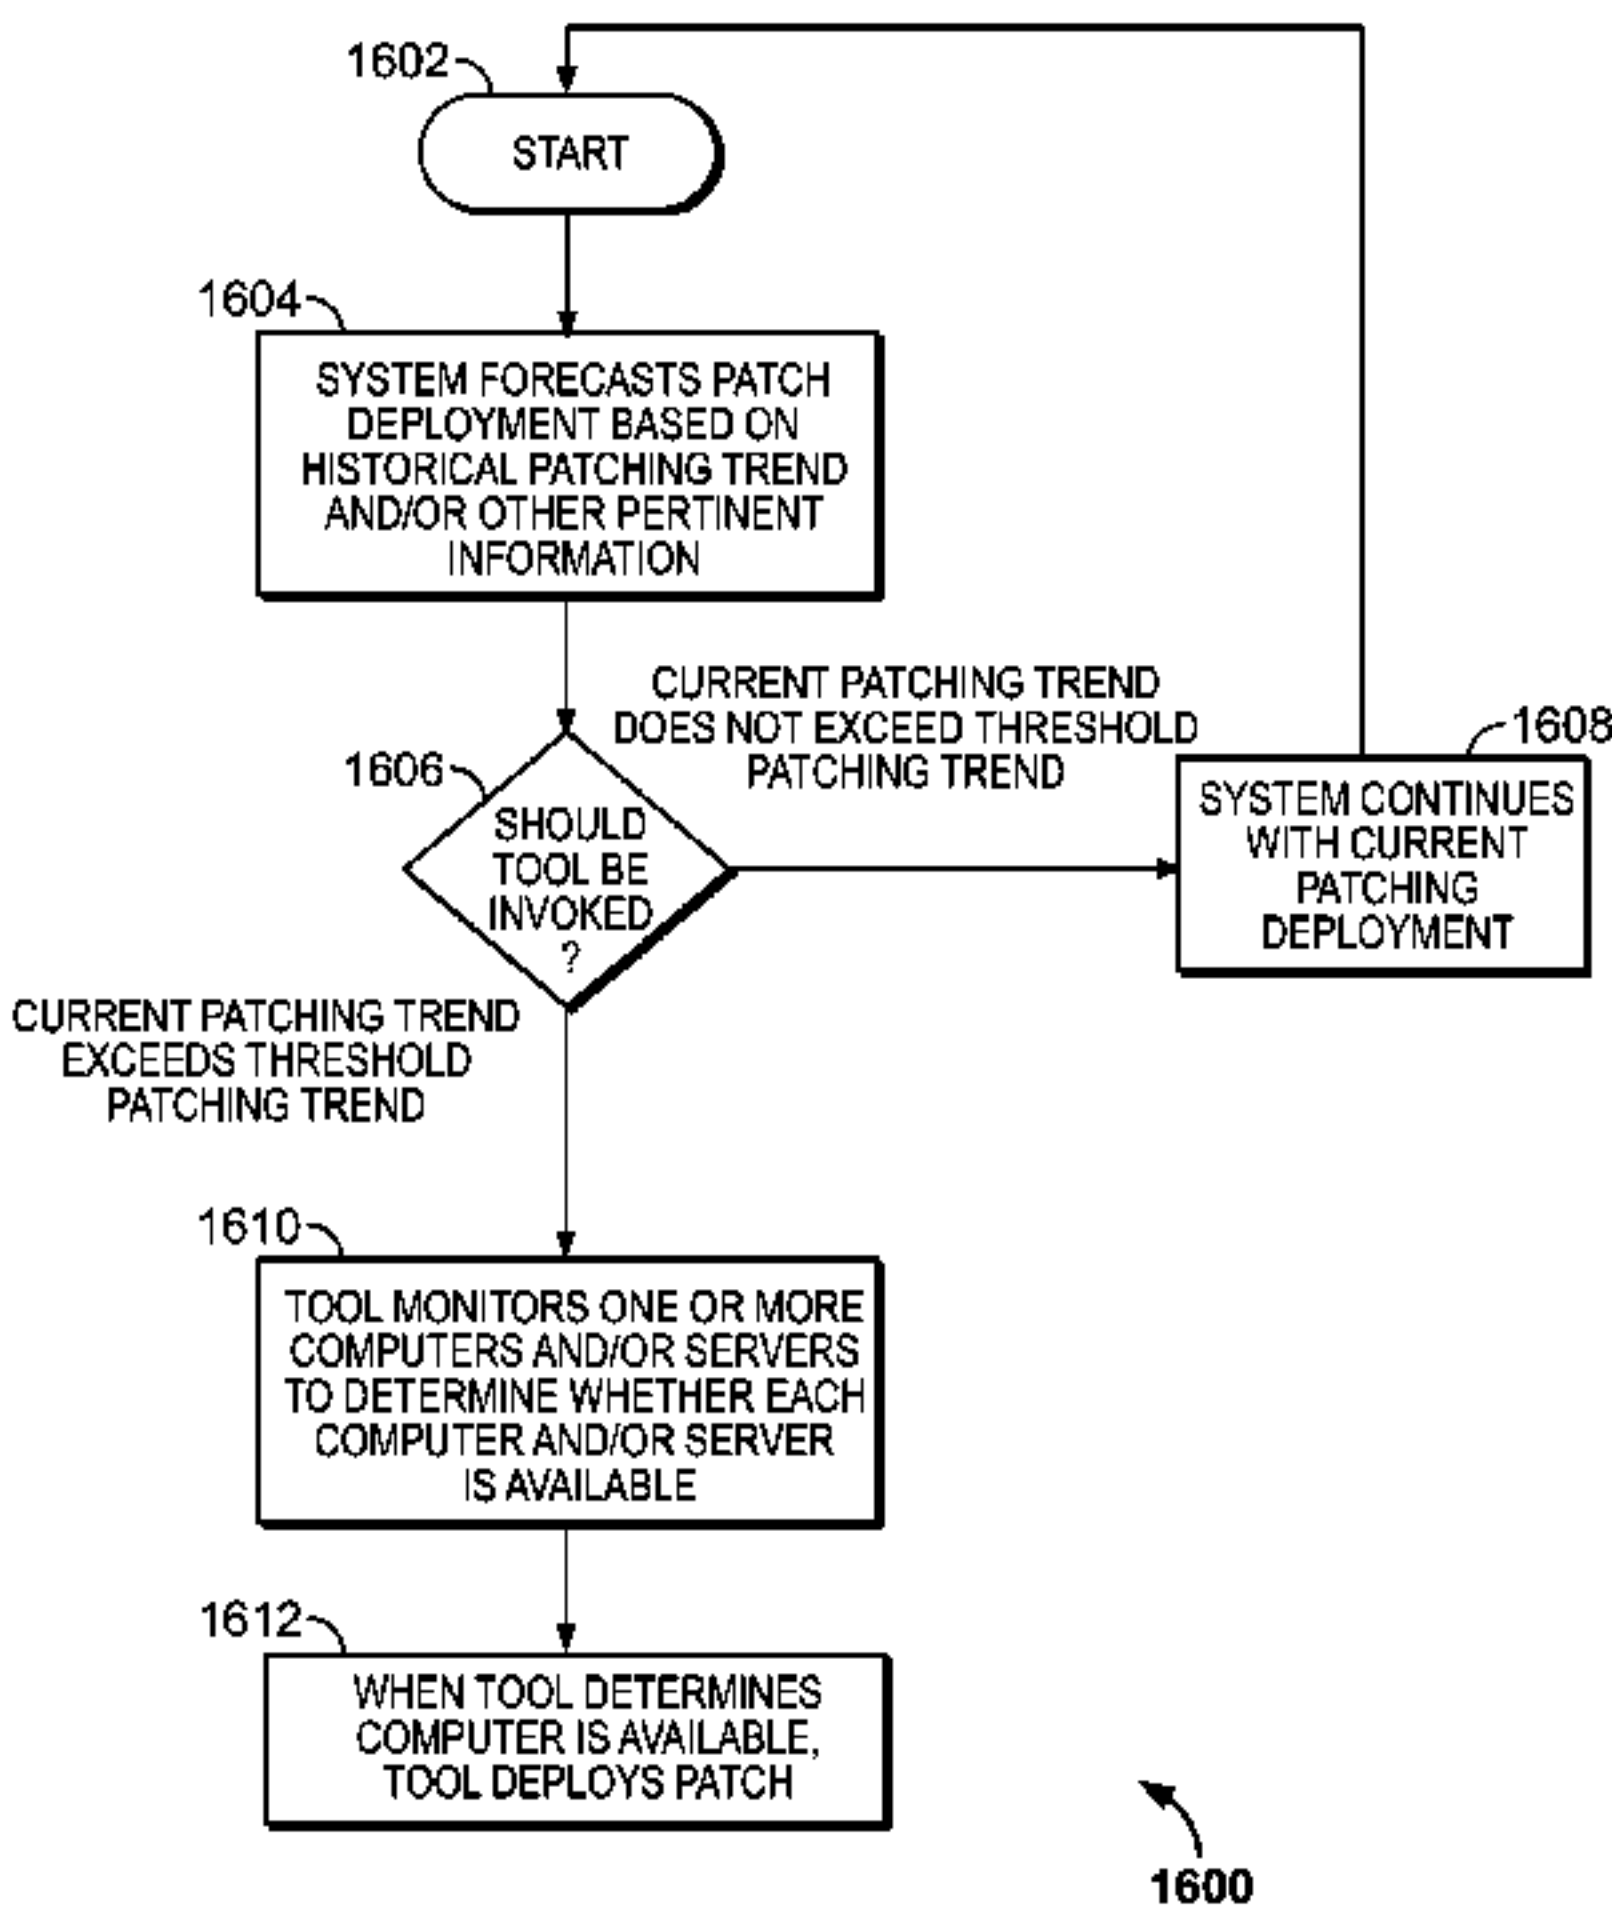 1602
START
1604
SYSTEM FORECASTS PATCH
DEPLOYMENT BASED ON
HISTORICAL PATCHING TREND
AND/OR OTHER PERTINENT
INFORMATION
CURRENT PATCHING TREND
DOES NOT EXCEED THRESHOLD
PATCHING TREND
1606
SHOULD
TOOL BE
INVOKED
?
1608
SYSTEM CONTINUES
WITH CURRENT
PATCHING
DEPLOYMENT
CURRENT PATCHING TREND
EXCEEDS THRESHOLD
PATCHING TREND
1610
TOOL MONITORS ONE OR MORE
COMPUTERS AND/OR SERVERS
TO DETERMINE WHETHER EACH
COMPUTER AND/OR SERVER
IS AVAILABLE
1612
WHEN TOOL DETERMINES
COMPUTER IS AVAILABLE,
TOOL DEPLOYS PATCH
1600